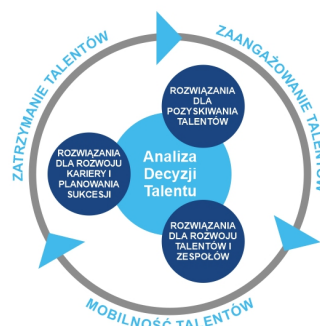 ZATRZYMANIE TALENTÓW
ZAANGAŻOWANIE TALENTÓW
ROZWIĄZANIA
DLA
POZYSKIWANIA
TALENTÓW
ROZWIĄZANIA
DLA ROZWOJU
KARIERY I
PLANOWANIA
SUKCESJI
Analiza
Decyzji
Talentu
ROZWIĄZANIA
DLA ROZWOJU
TALENTÓW I
ZESPOŁÓW
MOBILNOŚĆ TALENTÓW